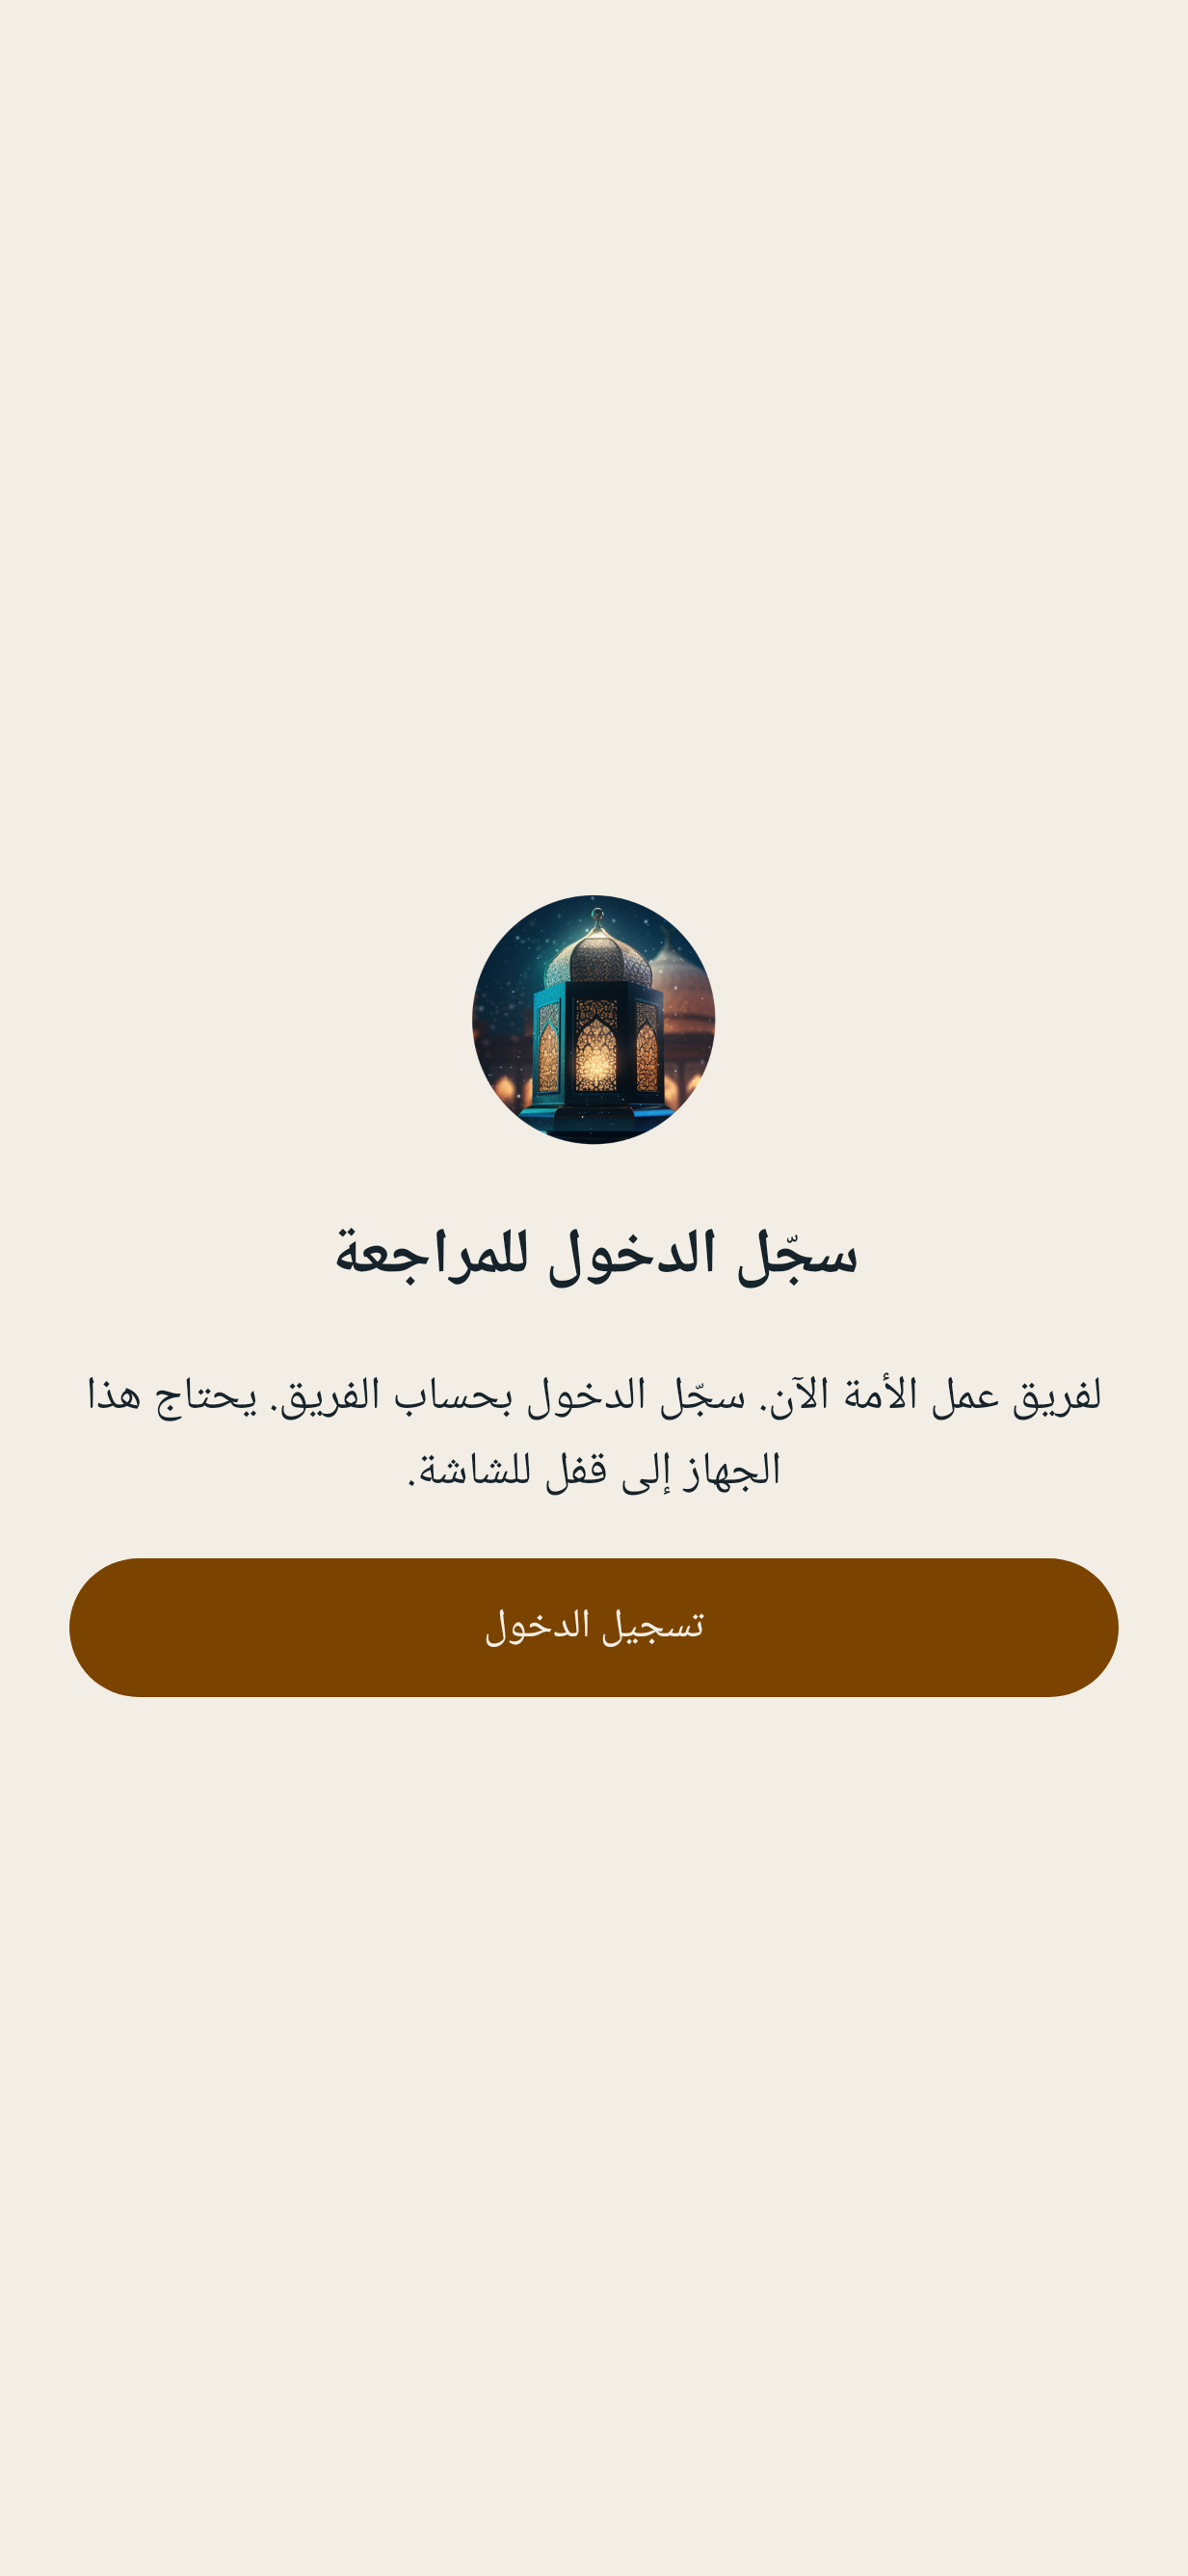 سجّل الدخول للمراجعة
لفريق عمل الأمة الآن. سجّل الدخول بحساب الفريق. يحتاج هذا
الجهاز إلى قفل للشاشة.
تسجيل الدخول